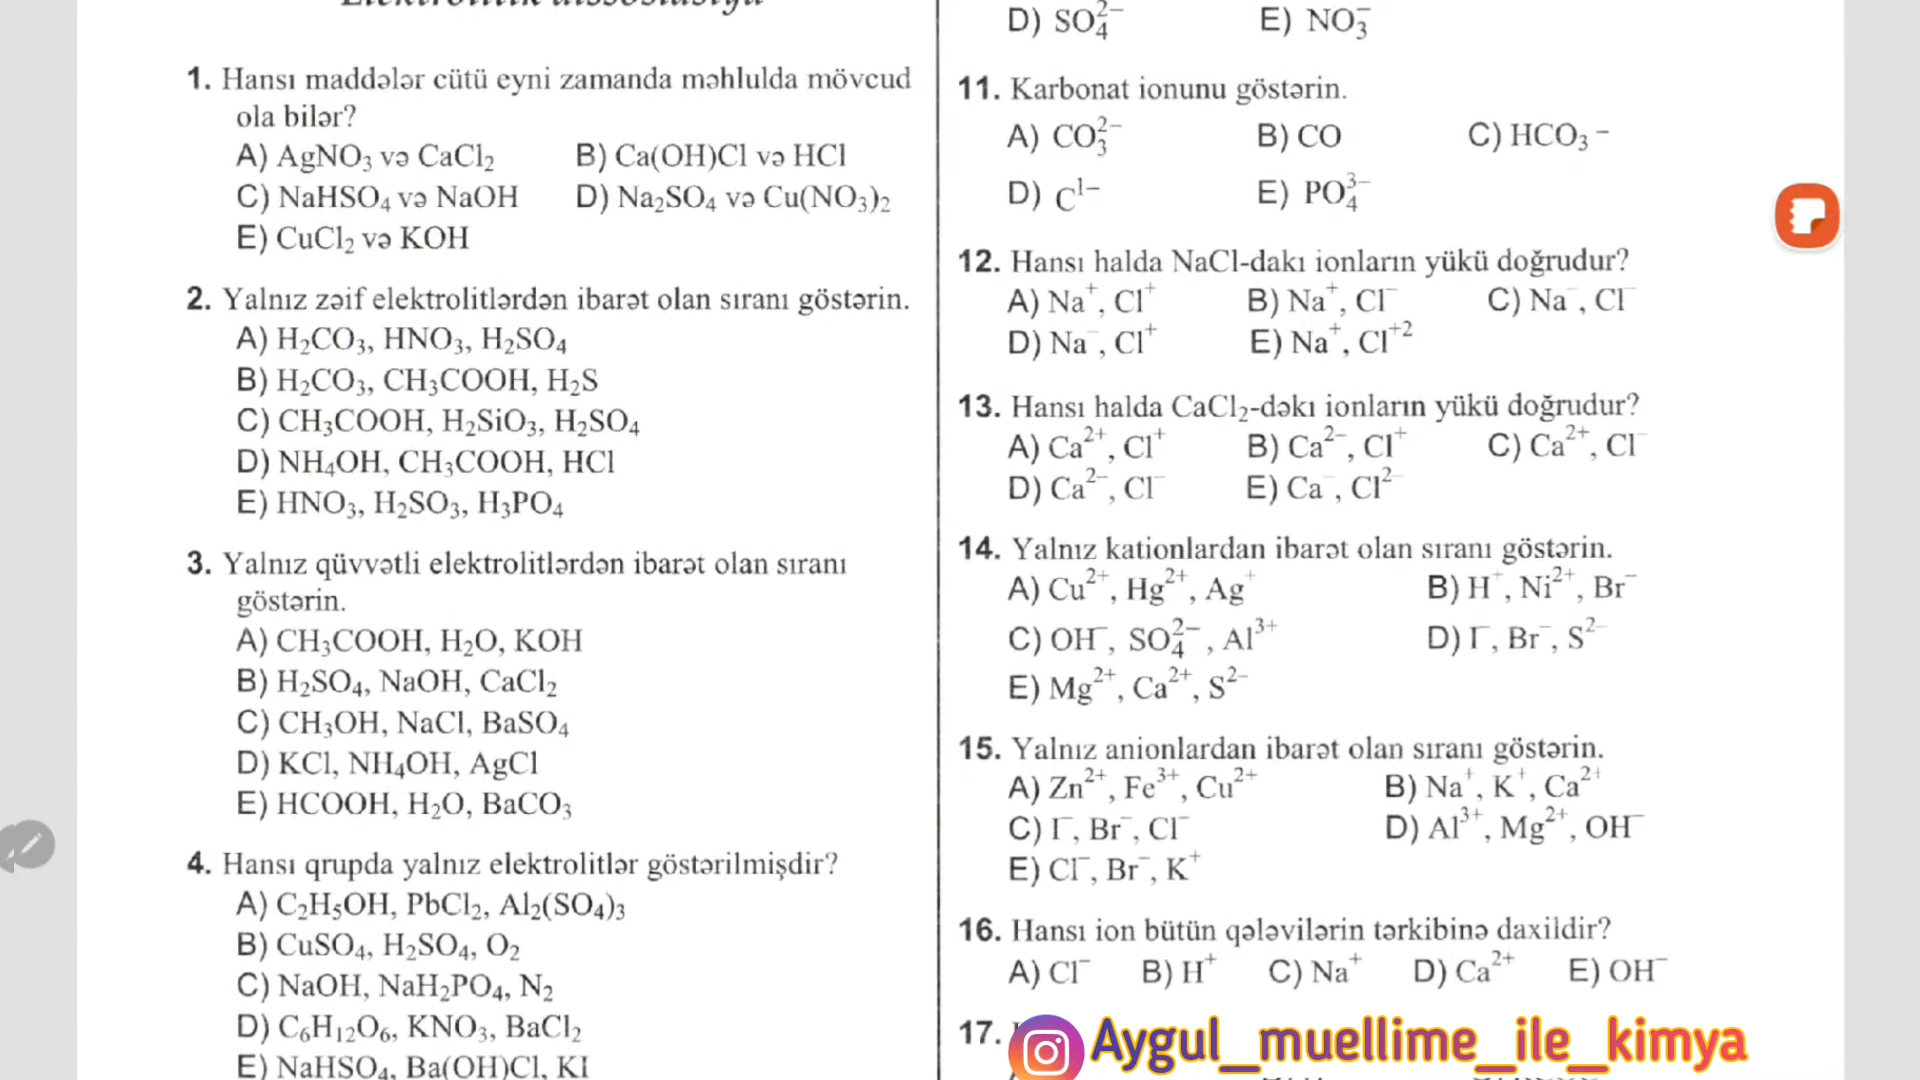 Elektrolitik dissosiasiya
1. Hansı maddələr cütü eyni zamanda məhlulda mövcud
ola bilər?
A) AgNO₃ və CaCl₂ B) Ca(OH)Cl və HCl
C) NaHSO₄ və NaOH D) Na₂SO₄ və Cu(NO₃)₂
E) CuCl₂ və KOH
2. Yalnız zəif elektrolitlərdən ibarət olan sıranı göstərin.
A) H₂CO₃, HNO₃, H₂SO₄
B) H₂CO₃, CH₃COOH, H₂S
C) CH₃COOH, H₂SiO₃, H₂SO₄
D) NH₄OH, CH₃COOH, HCl
E) HNO₃, H₂SO₃, H₃PO₄
3. Yalnız qüvvətli elektrolitlərdən ibarət olan sıranı
göstərin.
A) CH₃COOH, H₂O, KOH
B) H₂SO₄, NaOH, CaCl₂
C) CH₃OH, NaCl, BaSO₄
D) KCl, NH₄OH, AgCl
E) HCOOH, H₂O, BaCO₃
4. Hansı qrupda yalnız elektrolitlər göstərilmişdir?
A) C₂H₅OH, PbCl₂, Al₂(SO₄)₃
B) CuSO₄, H₂SO₄, O₂
C) NaOH, NaH₂PO₄, N₂
D) C₆H₁₂O₆, KNO₃, BaCl₂
E) NaHSO₄, Ba(OH)Cl, KI
D) SO₄²⁻ E) NO₃⁻
11. Karbonat ionunu göstərin.
A) CO₃²⁻ B) CO C) HCO₃⁻
D) C¹⁻ E) PO₄³⁻
12. Hansı halda NaCl-dakı ionların yükü doğrudur?
A) Na⁺, Cl⁺ B) Na⁺, Cl⁻ C) Na⁻, Cl⁻
D) Na⁻, Cl⁺ E) Na⁺, Cl⁺²
13. Hansı halda CaCl₂-dəkı ionların yükü doğrudur?
A) Ca²⁺, Cl⁺ B) Ca²⁻, Cl⁺ C) Ca²⁺, Cl⁻
D) Ca²⁻, Cl⁻ E) Ca⁻, Cl²⁻
14. Yalnız kationlardan ibarət olan sıranı göstərin.
A) Cu²⁺, Hg²⁺, Ag⁺ B) H⁺, Ni²⁺, Br⁻
C) OH⁻, SO₄²⁻, Al³⁺ D) I⁻, Br⁻, S²⁻
E) Mg²⁺, Ca²⁺, S²⁻
15. Yalnız anionlardan ibarət olan sıranı göstərin.
A) Zn²⁺, Fe³⁺, Cu²⁺ B) Na⁺, K⁺, Ca²⁺
C) I⁻, Br⁻, Cl⁻ D) Al³⁺, Mg²⁺, OH⁻
E) Cl⁻, Br⁻, K⁺
16. Hansı ion bütün qələvilərin tərkibinə daxildir?
A) Cl⁻ B) H⁺ C) Na⁺ D) Ca²⁺ E) OH⁻
17.
Aygul_muellime_ile_kimya